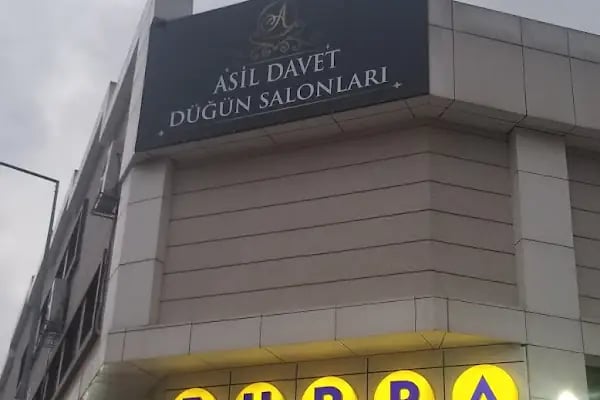 A
ASİL DAVET
DÜĞÜN SALONLARI